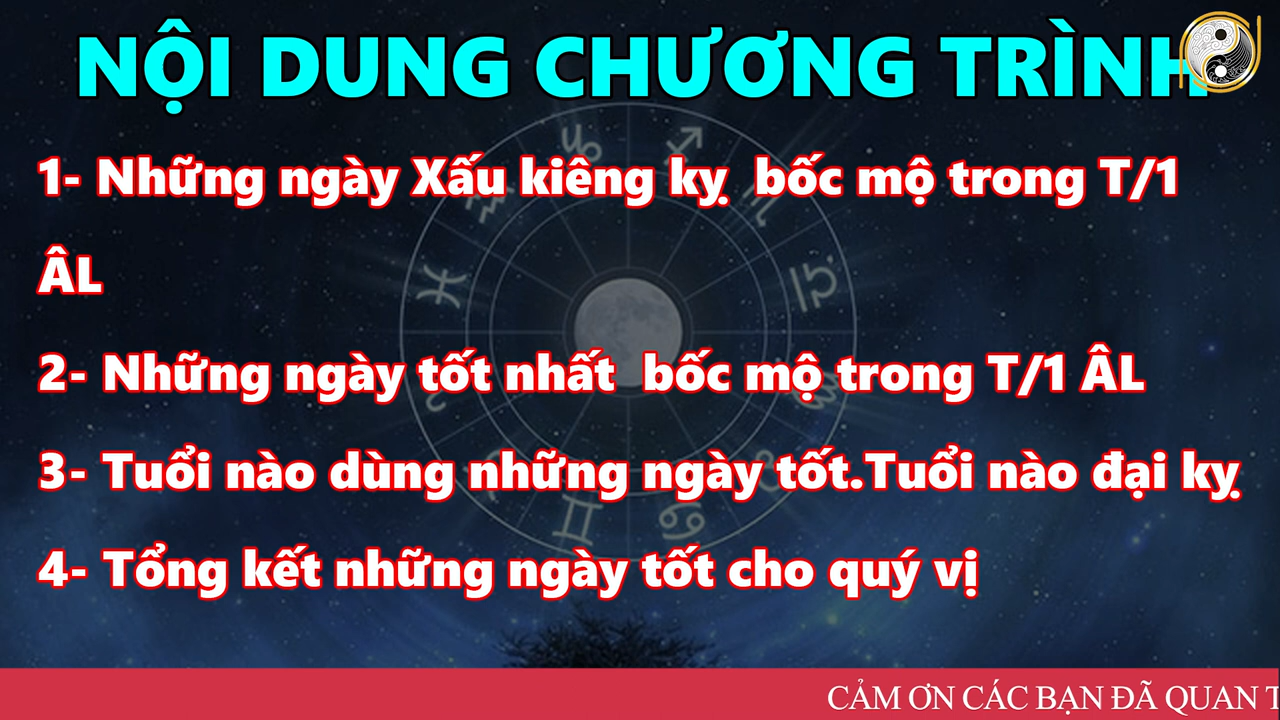 NỘI DUNG CHƯƠNG TRÌNH
1- Những ngày Xấu kiêng kỵ bốc mộ trong T/1
ÂL
2- Những ngày tốt nhất bốc mộ trong T/1 ÂL
3- Tuổi nào dùng những ngày tốt.Tuổi nào đại kỵ
4- Tổng kết những ngày tốt cho quý vị
CẢM ƠN CÁC BẠN ĐÃ QUAN T